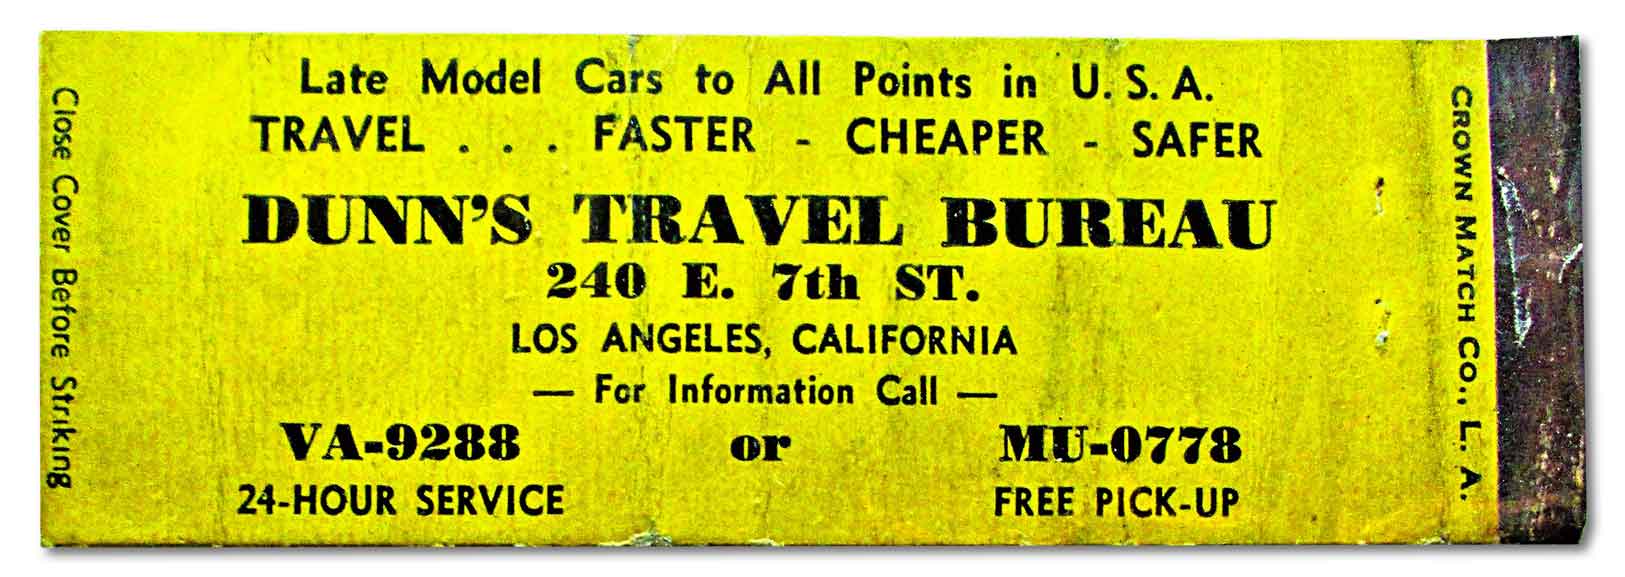 Late Model Cars to All Points in U. S. A.
TRAVEL . . . FASTER - CHEAPER - SAFER
DUNN'S TRAVEL BUREAU
240 E. 7th ST.
LOS ANGELES, CALIFORNIA
— For Information Call —
VA-9288 or MU-0778
24-HOUR SERVICE FREE PICK-UP
Close Cover Before Striking
CROWN MATCH CO., L. A.